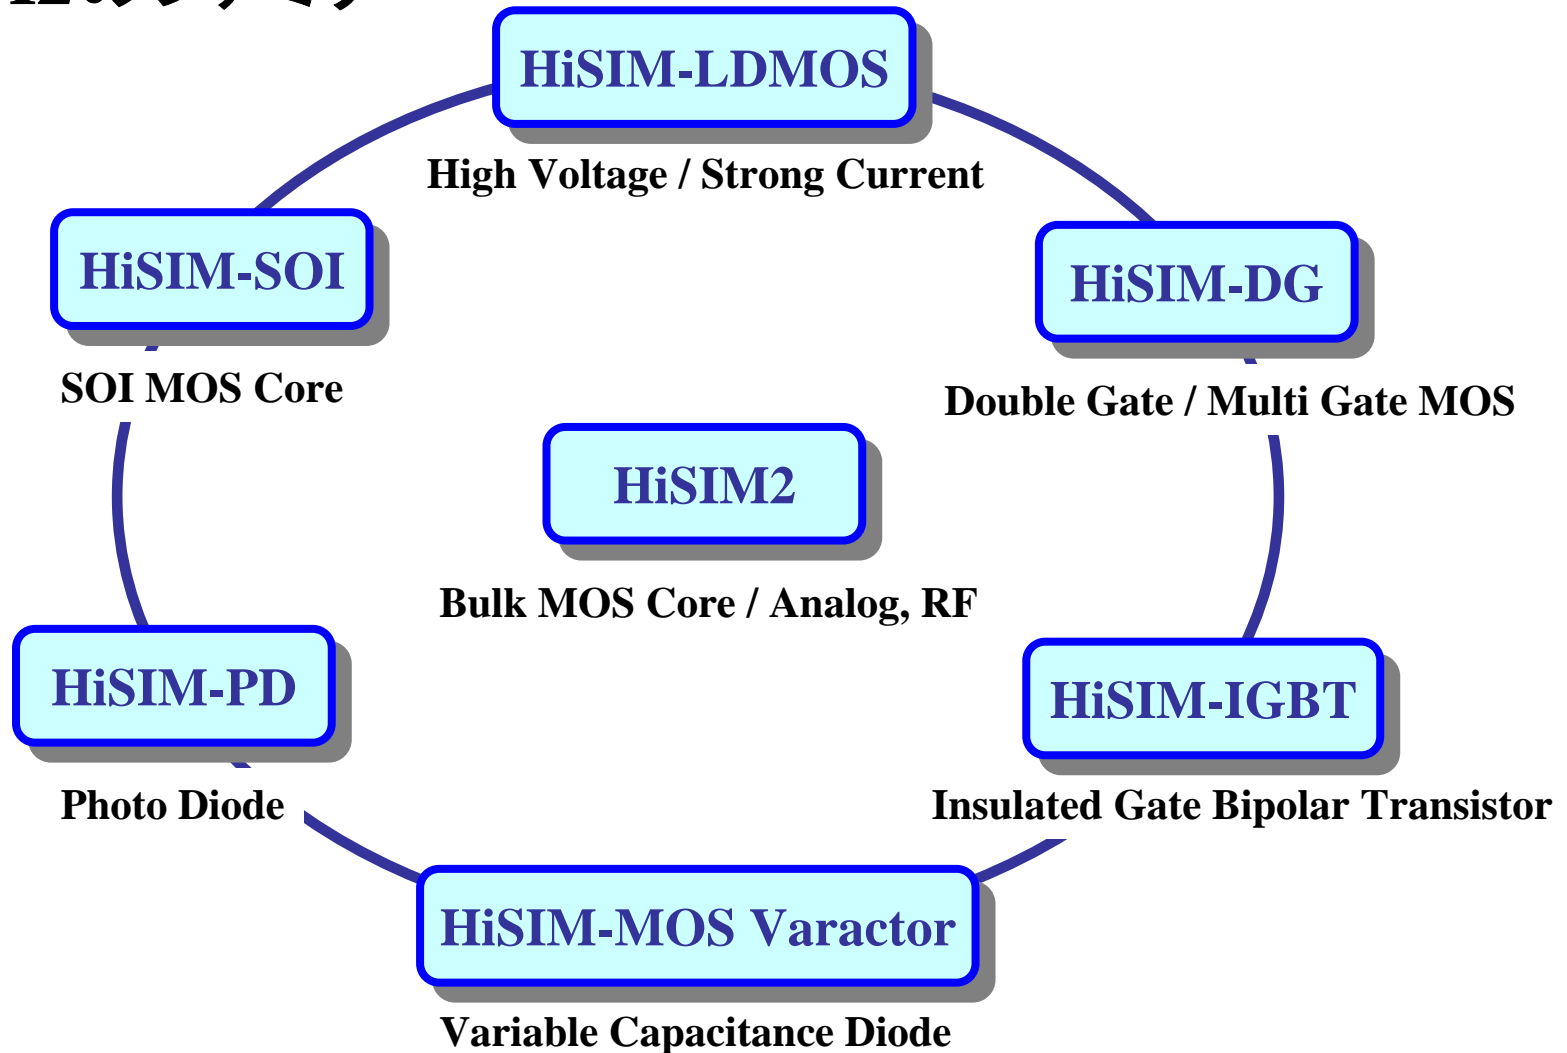 HiSIM-LDMOS
High Voltage / Strong Current
HiSIM-SOI
SOI MOS Core
HiSIM-DG
Double Gate / Multi Gate MOS
HiSIM2
Bulk MOS Core / Analog, RF
HiSIM-PD
Photo Diode
HiSIM-IGBT
Insulated Gate Bipolar Transistor
HiSIM-MOS Varactor
Variable Capacitance Diode